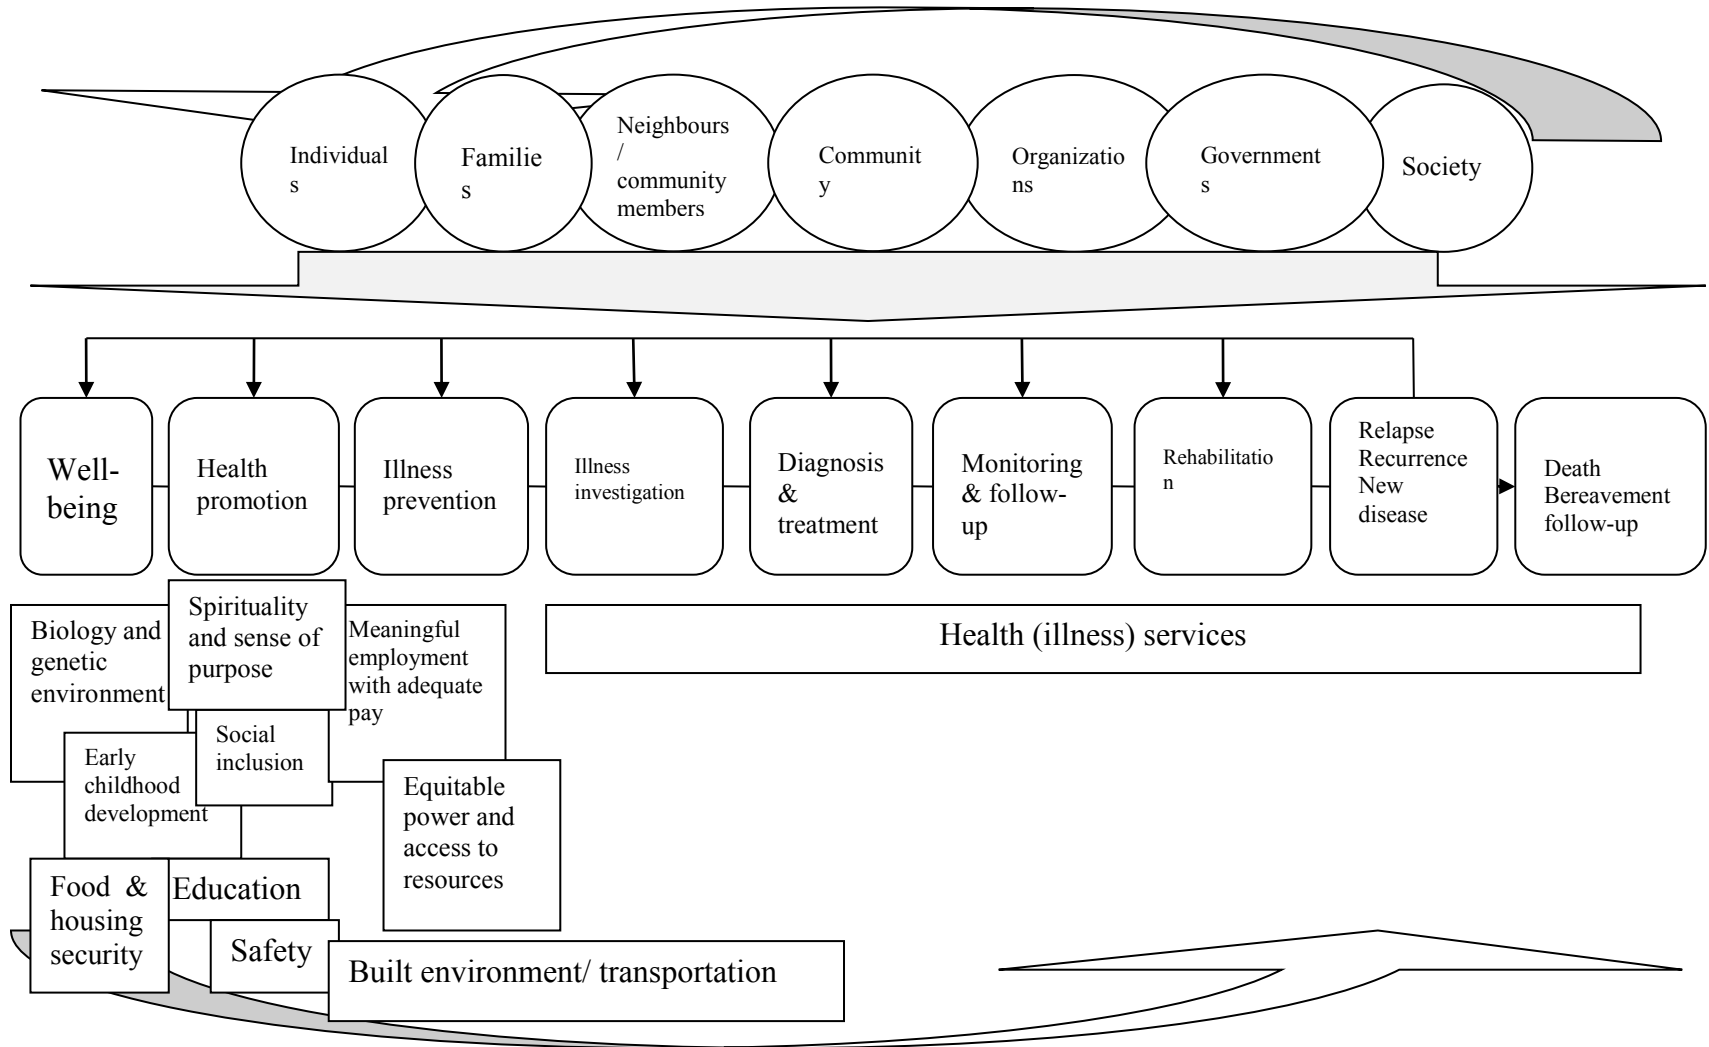 Individual
s
Familie
s
Neighbours
/
community
members
Communit
y
Organizatio
ns
Government
s
Society
Well-
being
Health
promotion
Illness
prevention
Illness
investigation
Diagnosis
&
treatment
Monitoring
& follow-
up
Rehabilitatio
n
Relapse
Recurrence
New
disease
Death
Bereavement
follow-up
Biology and
genetic
environment
Spirituality
and sense of
purpose
Meaningful
employment
with adequate
pay
Health (illness) services
Early
childhood
development
Social
inclusion
Equitable
power and
access to
resources
Food &
housing
security
Education
Safety
Built environment/ transportation